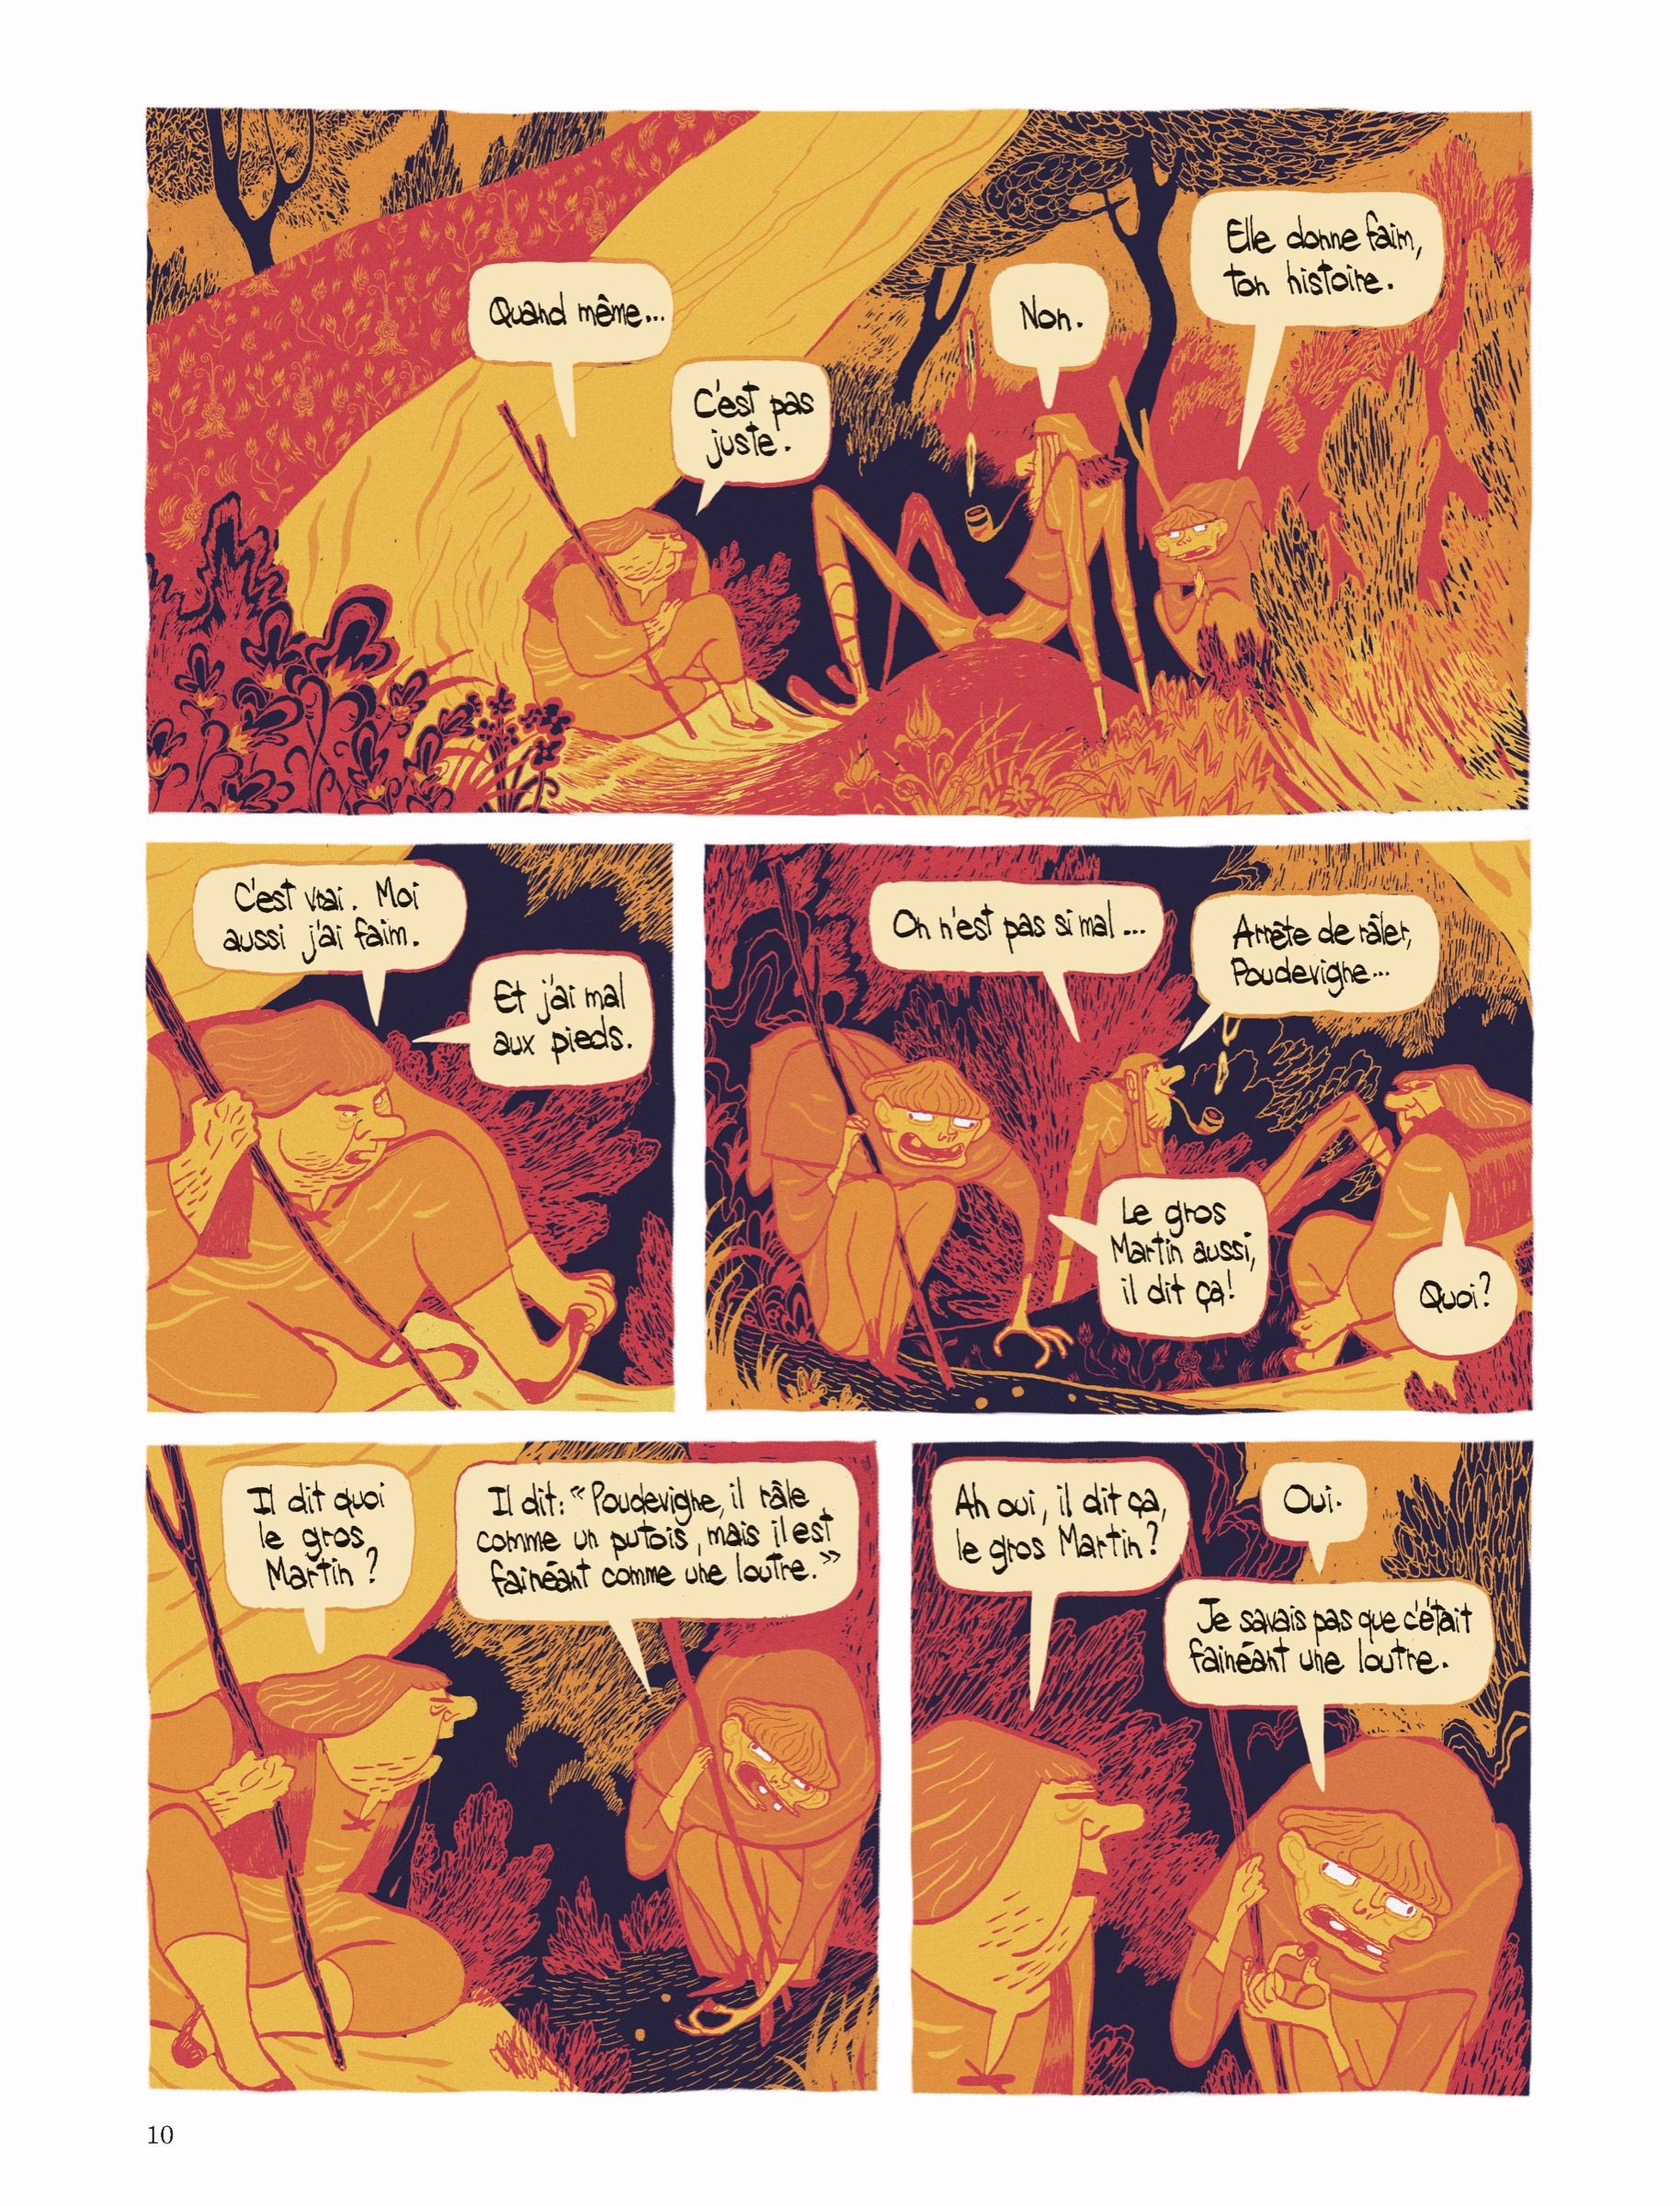 Quand même...
C'est pas
juste.
Non.
Elle donne faim,
ton histoire.
C'est vrai. Moi
aussi j'ai faim.
Et j'ai mal
aux pieds.
On n'est pas si mal...
Arrête de râler,
Poudevigne...
Le gros
Martin aussi,
il dit ça!
Quoi?
Il dit quoi
le gros
Martin?
Il dit: "Poudevigne, il râle
comme un putois, mais il est
fainéant comme une loutre."
Ah oui, il dit ça,
le gros Martin?
Oui.
Je savais pas que c'était
fainéant une loutre.
10